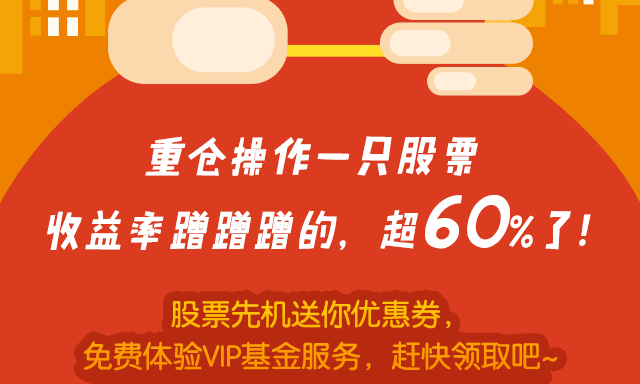 重仓操作一只股票
收益率蹭蹭蹭的，超60%了!
股票先机送你优惠券，
免费体验VIP基金服务，赶快领取吧~